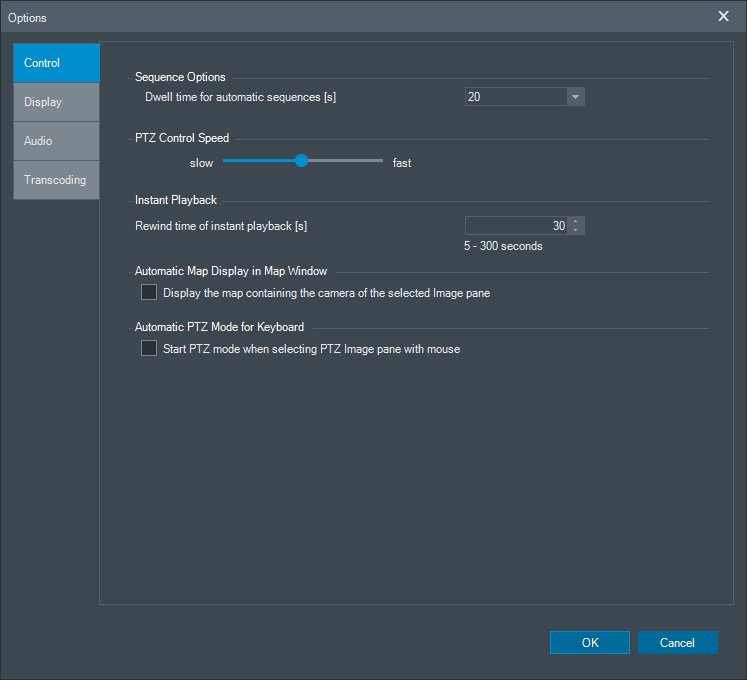 Options
Control
Display
Audio
Transcoding
Sequence Options
Dwell time for automatic sequences [s] 20
PTZ Control Speed
slow fast
Instant Playback
Rewind time of instant playback [s] 30
5 - 300 seconds
Automatic Map Display in Map Window
Display the map containing the camera of the selected Image pane
Automatic PTZ Mode for Keyboard
Start PTZ mode when selecting PTZ Image pane with mouse
OK Cancel